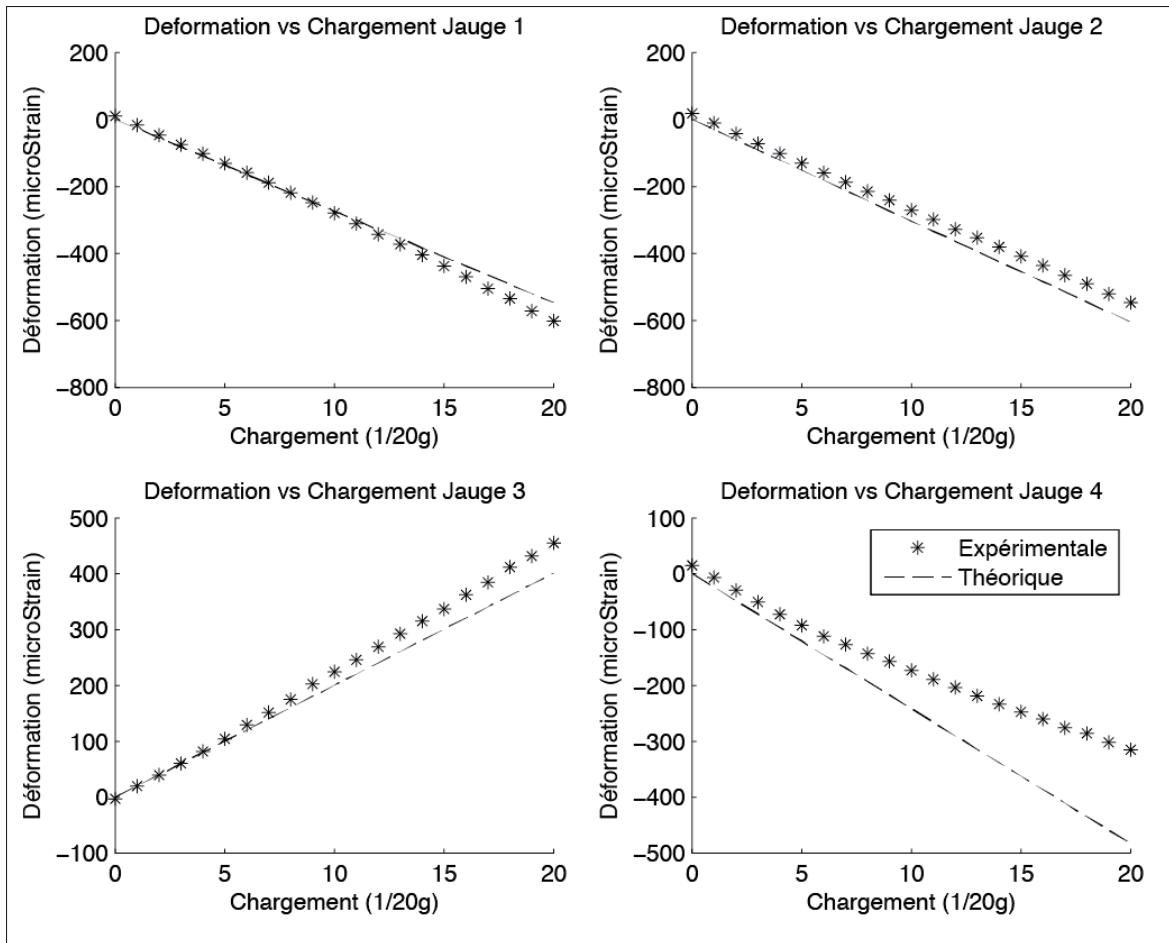 Deformation vs Chargement Jauge 1
200
0
−200
−400
−600
−800
0 5 10 15 20
Déformation (microStrain)
Chargement (1/20g)
Deformation vs Chargement Jauge 2
200
0
−200
−400
−600
−800
0 5 10 15 20
Déformation (microStrain)
Chargement (1/20g)
Deformation vs Chargement Jauge 3
500
400
300
200
100
0
−100
0 5 10 15 20
Déformation (microStrain)
Chargement (1/20g)
Deformation vs Chargement Jauge 4
100
0
−100
−200
−300
−400
−500
0 5 10 15 20
Déformation (microStrain)
Chargement (1/20g)
Expérimentale
Théorique